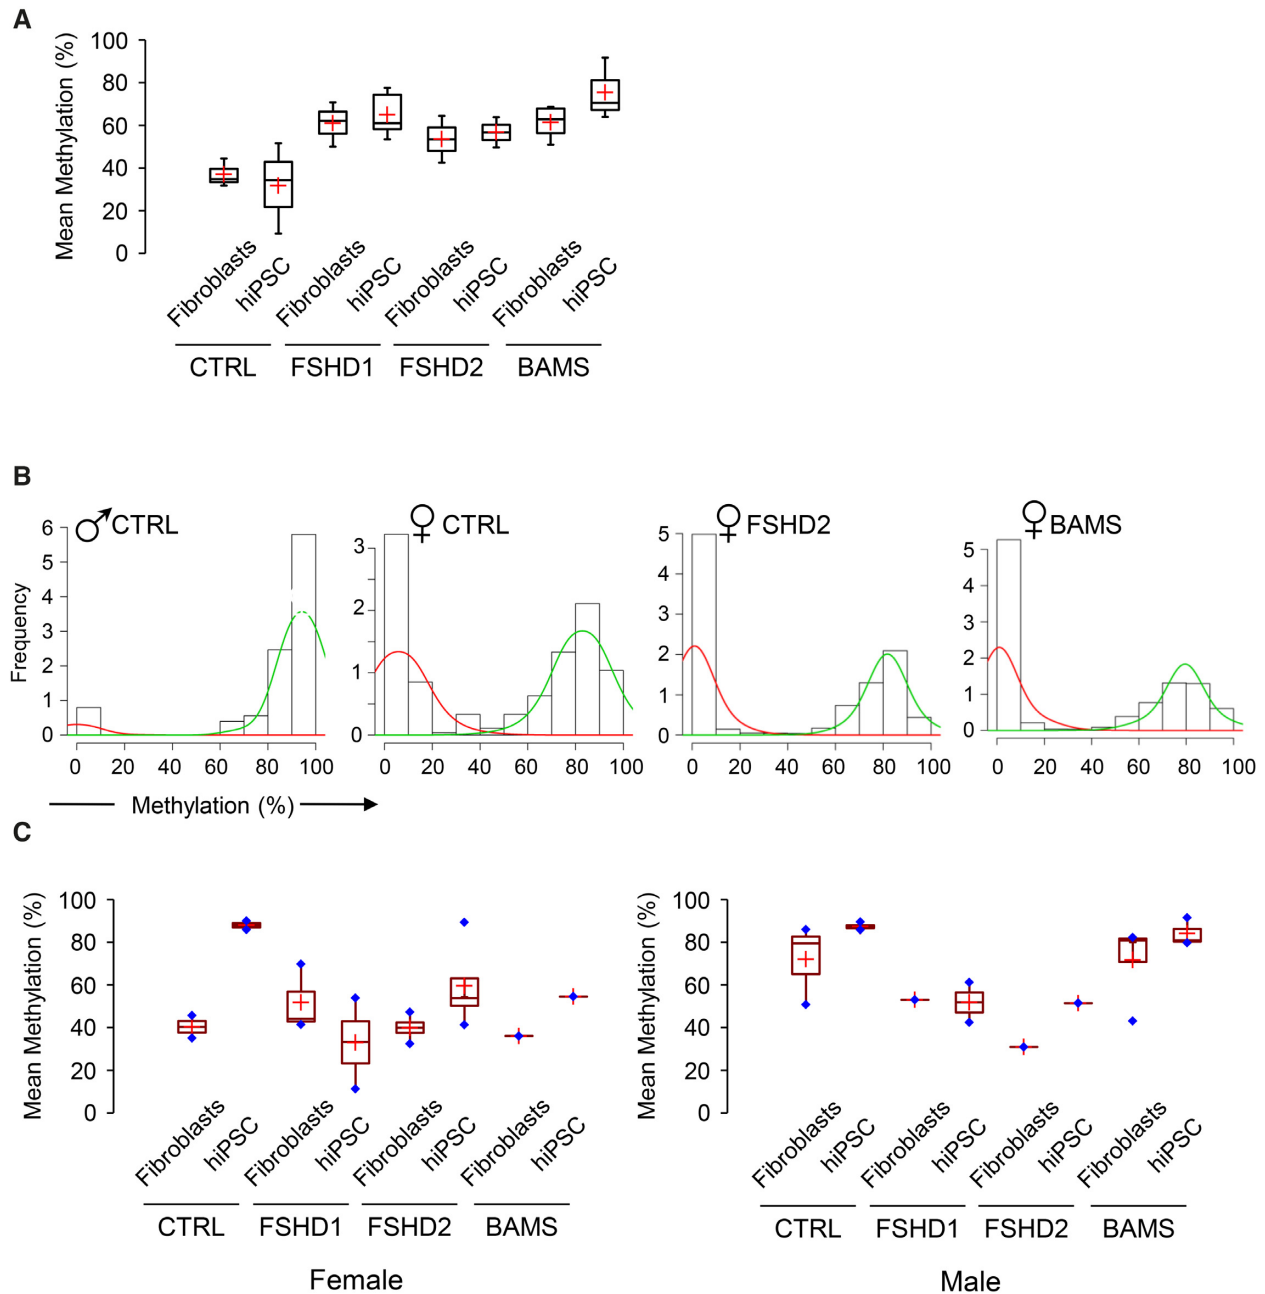 A
Mean Methylation (%)
100
80
60
40
20
0
Fibroblasts hiPSC Fibroblasts hiPSC Fibroblasts hiPSC Fibroblasts hiPSC
CTRL FSHD1 FSHD2 BAMS
B
Frequency
♂ CTRL
6
5
4
3
2
1
0
0 20 40 60 80 100
♀ CTRL
3
2
1
0
0 20 40 60 80 100
♀ FSHD2
5
4
3
2
1
0
0 20 40 60 80 100
♀ BAMS
5
4
3
2
1
0
0 20 40 60 80 100
Methylation (%)
C
Mean Methylation (%)
100
80
60
40
20
0
Fibroblasts hiPSC Fibroblasts hiPSC Fibroblasts hiPSC Fibroblasts hiPSC
CTRL FSHD1 FSHD2 BAMS
Female
Mean Methylation (%)
100
80
60
40
20
0
Fibroblasts hiPSC Fibroblasts hiPSC Fibroblasts hiPSC Fibroblasts hiPSC
CTRL FSHD1 FSHD2 BAMS
Male